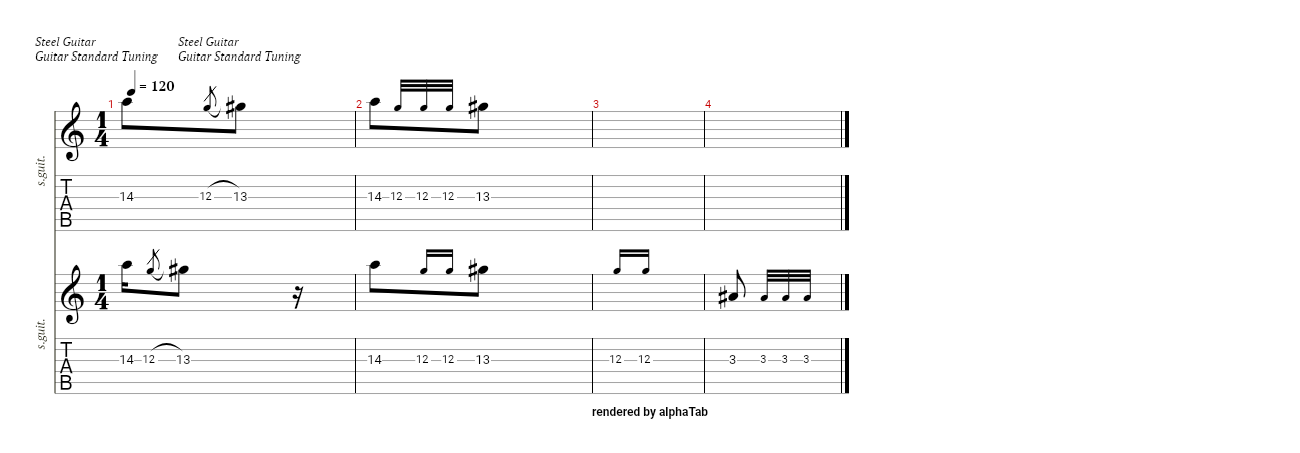 Steel Guitar Steel Guitar
Guitar Standard Tuning Guitar Standard Tuning
= 120
1 2 3 4
1
4
s.guit.
T
A
B
14 12 13 14 12 12 12 13
1
4
s.guit.
T
A
B
14 12 13 14 12 12 13 12 12 3 3 3 3
rendered by alphaTab